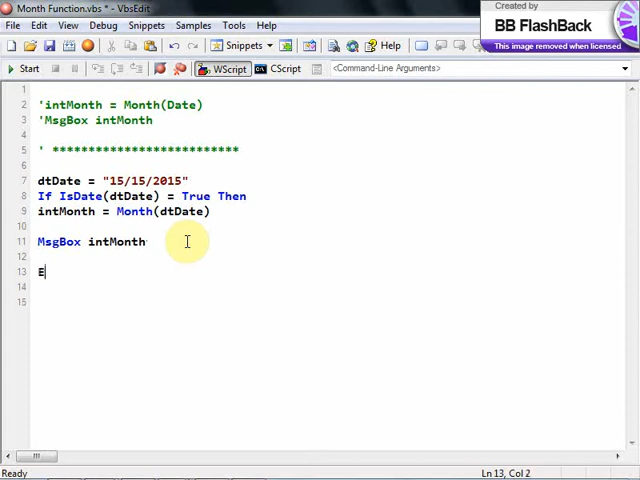 Month Function.vbs * - VbsEdit
Created by
BB FlashBack
This image removed when licensed
File Edit View Debug Snippets Samples Tools Help
Snippets Help
Start WScript CScript <Command-Line Arguments>
1
2 'intMonth = Month(Date)
3 'MsgBox intMonth
4
5 ' **************************
6
7 dtDate = "15/15/2015"
8 If IsDate(dtDate) = True Then
9 intMonth = Month(dtDate)
10
11 MsgBox intMonth
12
13 E
14
15
Ready Ln 13, Col 2